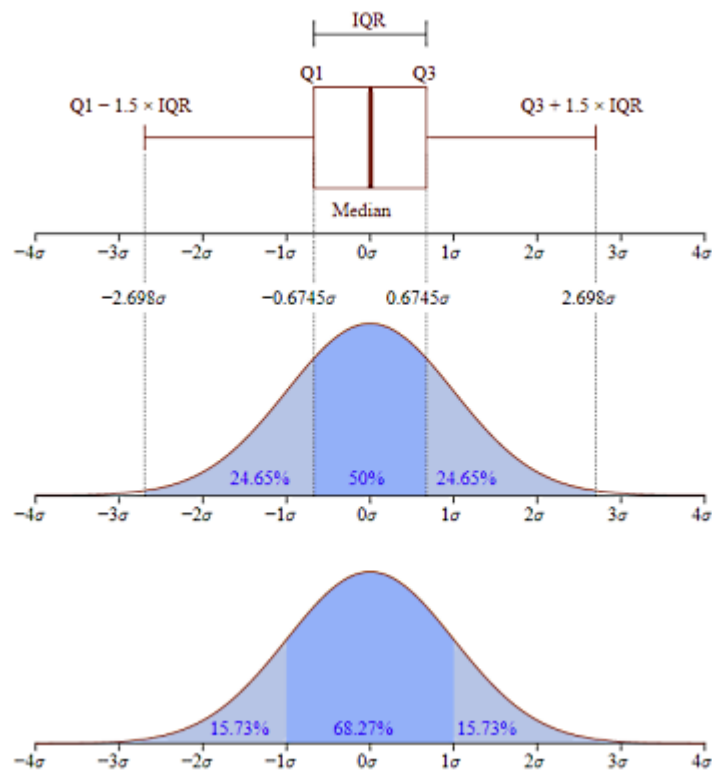 IQR
Q1 Q3
Q1 − 1.5 × IQR Q3 + 1.5 × IQR
Median
−4σ −3σ −2σ −1σ 0σ 1σ 2σ 3σ 4σ
−2.698σ −0.6745σ 0.6745σ 2.698σ
24.65% 50% 24.65%
−4σ −3σ −2σ −1σ 0σ 1σ 2σ 3σ 4σ
15.73% 68.27% 15.73%
−4σ −3σ −2σ −1σ 0σ 1σ 2σ 3σ 4σ